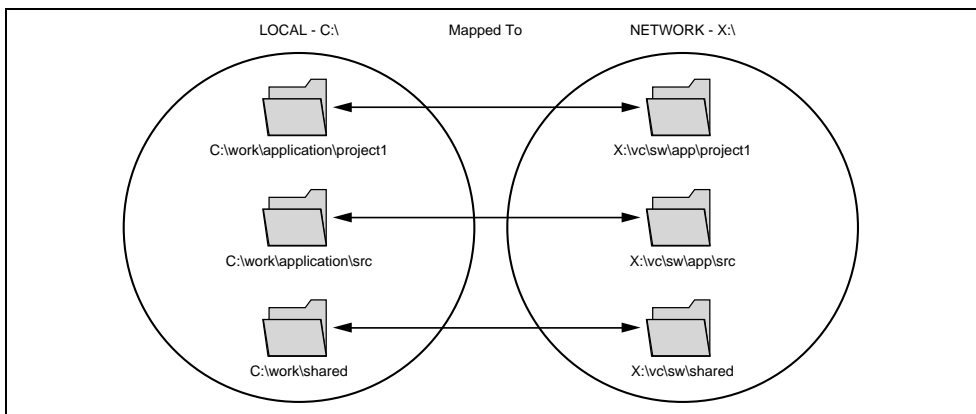 LOCAL - C:\ Mapped To NETWORK - X:\
C:\work\application\project1 X:\vc\sw\app\project1
C:\work\application\src X:\vc\sw\app\src
C:\work\shared X:\vc\sw\shared